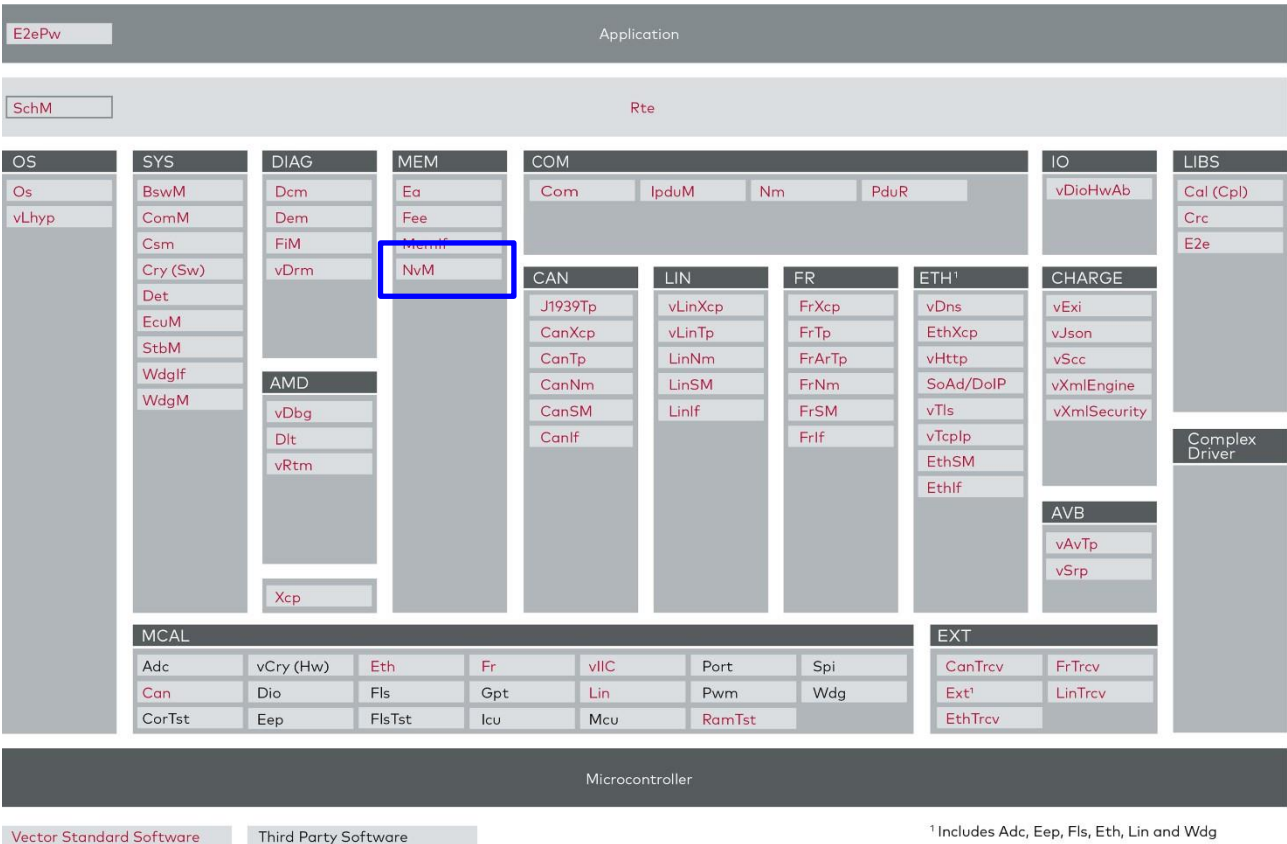 E2ePw
Application
SchM
Rte
OS
Os
vLhyp
SYS
BswM
ComM
Csm
Cry (Sw)
Det
EcuM
StbM
WdgIf
WdgM
DIAG
Dcm
Dem
FiM
vDrm
AMD
vDbg
Dlt
vRtm
Xcp
MEM
Ea
Fee
MemIf
NvM
COM
Com IpduM Nm PduR
CAN
J1939Tp
CanXcp
CanTp
CanNm
CanSM
CanIf
LIN
vLinXcp
vLinTp
LinNm
LinSM
LinIf
FR
FrXcp
FrTp
FrArTp
FrNm
FrSM
FrIf
ETH¹
vDns
EthXcp
vHttp
SoAd/DoIP
vTls
vTcpIp
EthSM
EthIf
IO
vDioHwAb
CHARGE
vExi
vJson
vScc
vXmlEngine
vXmlSecurity
AVB
vAvTp
vSrp
LIBS
Cal (Cpl)
Crc
E2e
Complex
Driver
MCAL
Adc vCry (Hw) Eth Fr vIIC Port Spi
Can Dio Fls Gpt Lin Pwm Wdg
CorTst Eep FlsTst Icu Mcu RamTst
EXT
CanTrcv FrTrcv
Ext¹ LinTrcv
EthTrcv
Microcontroller
Vector Standard Software Third Party Software
¹ Includes Adc, Eep, Fls, Eth, Lin and Wdg